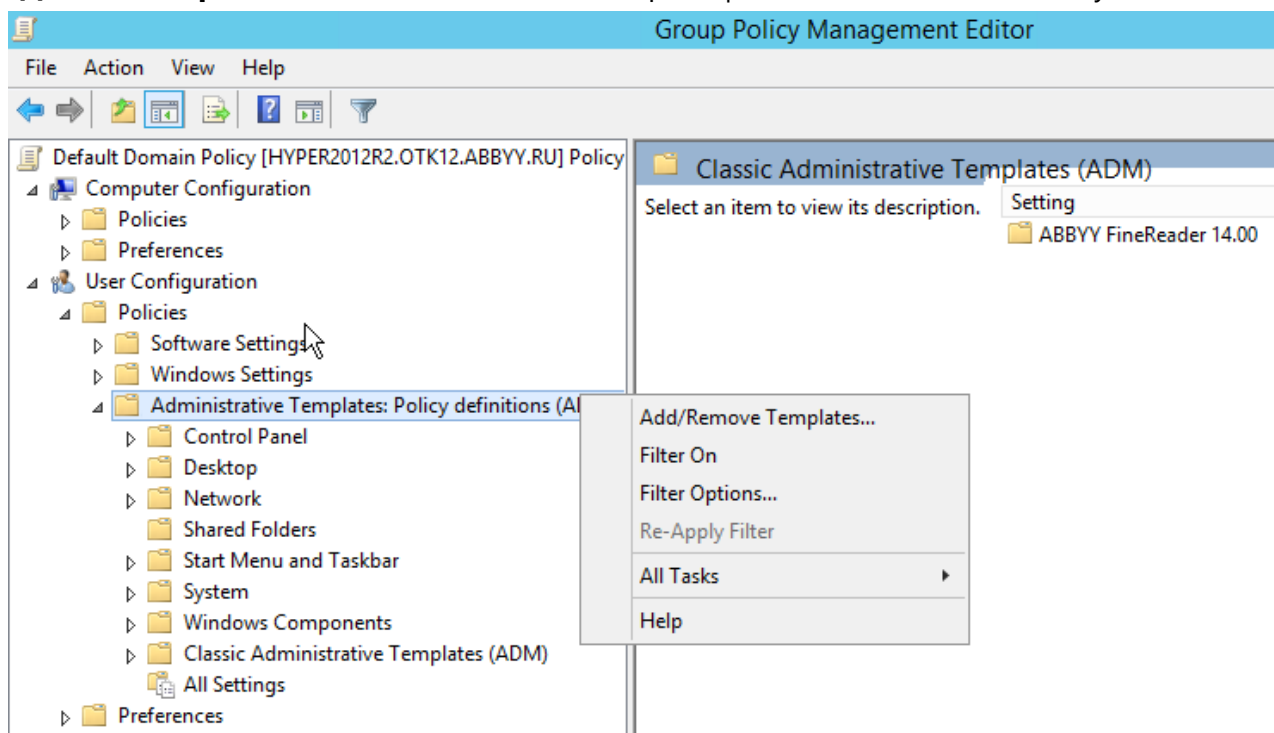 Group Policy Management Editor
File Action View Help
Default Domain Policy [HYPER2012R2.OTK12.ABBYY.RU] Policy
Computer Configuration
Policies
Preferences
User Configuration
Policies
Software Settings
Windows Settings
Administrative Templates: Policy definitions
Control Panel
Desktop
Network
Shared Folders
Start Menu and Taskbar
System
Windows Components
Classic Administrative Templates (ADM)
All Settings
Preferences
Classic Administrative Templates (ADM)
Select an item to view its description.
Setting
ABBYY FineReader 14.00
Add/Remove Templates...
Filter On
Filter Options...
Re-Apply Filter
All Tasks
Help